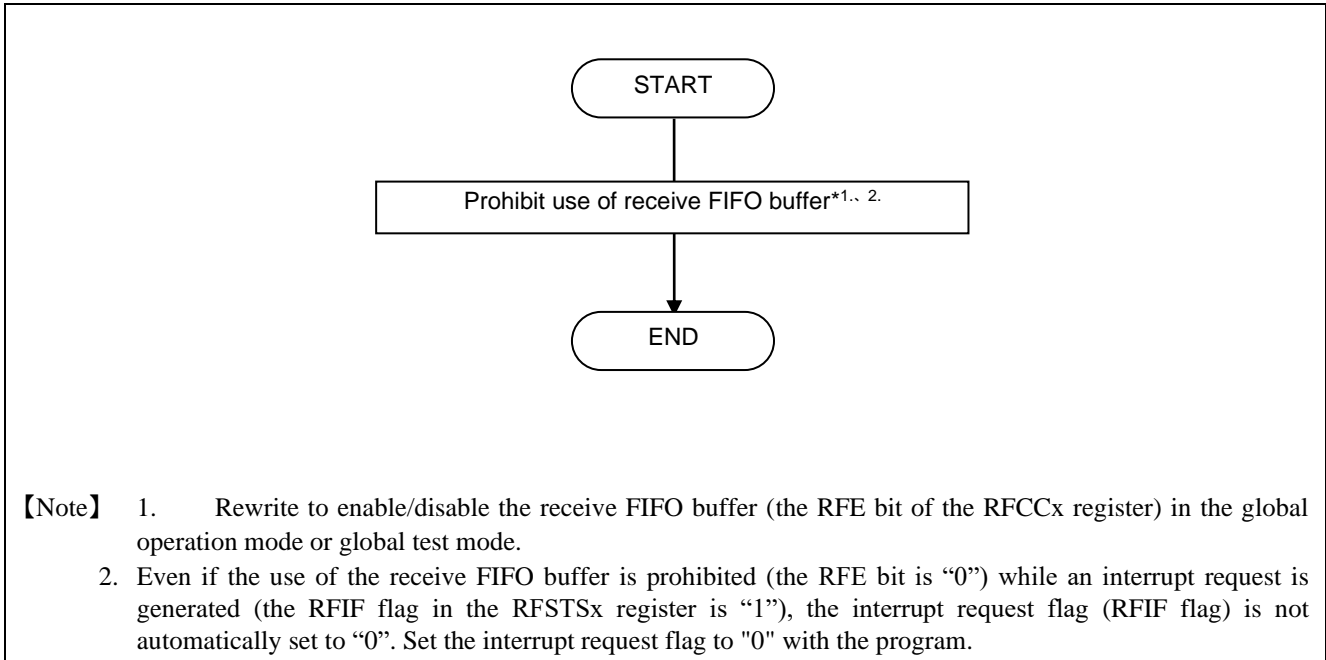 START
Prohibit use of receive FIFO buffer*1.、2.
END
【Note】 1. Rewrite to enable/disable the receive FIFO buffer (the RFE bit of the RFCCx register) in the global
operation mode or global test mode.
2. Even if the use of the receive FIFO buffer is prohibited (the RFE bit is “0”) while an interrupt request is
generated (the RFIF flag in the RFSTSx register is “1”), the interrupt request flag (RFIF flag) is not
automatically set to “0”. Set the interrupt request flag to "0" with the program.